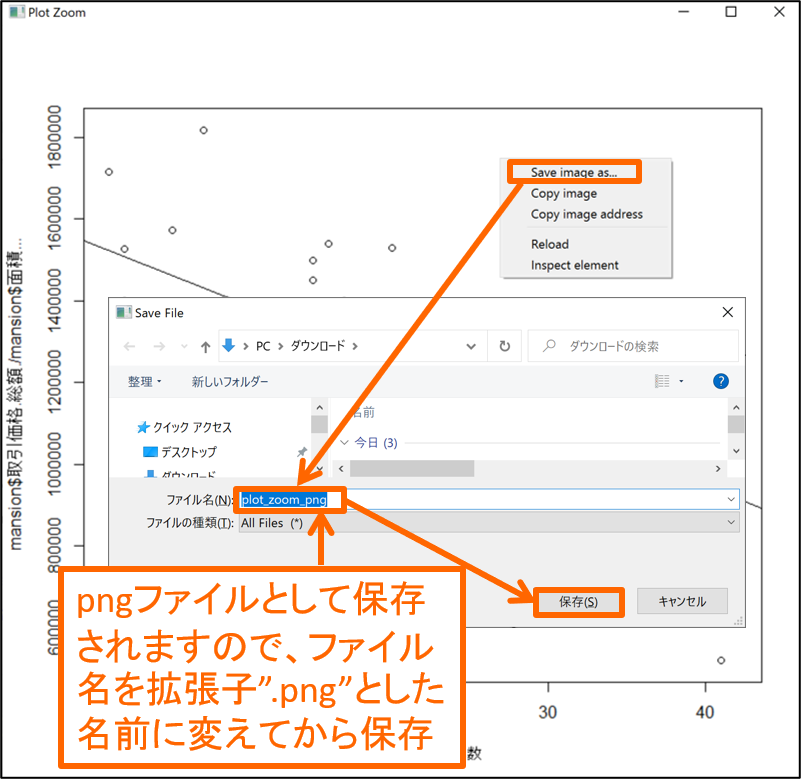 Plot Zoom
1800000
1600000
1400000
1200000
1000000
800000
600000
mansion$取引価格.総額./mansion$面積...
Save image as...
Copy image
Copy image address
Reload
Inspect element
Save File
PC
ダウンロード
ダウンロードの検索
整理
新しいフォルダー
クイック アクセス
デスクトップ
ダウンロード
名前
今日 (3)
ファイル名(N):
plot_zoom_png
ファイルの種類(T):
All Files (*)
保存(S)
キャンセル
pngファイルとして保存
されますので、ファイル
名を拡張子”.png”とした
名前に変えてから保存
30
40
数